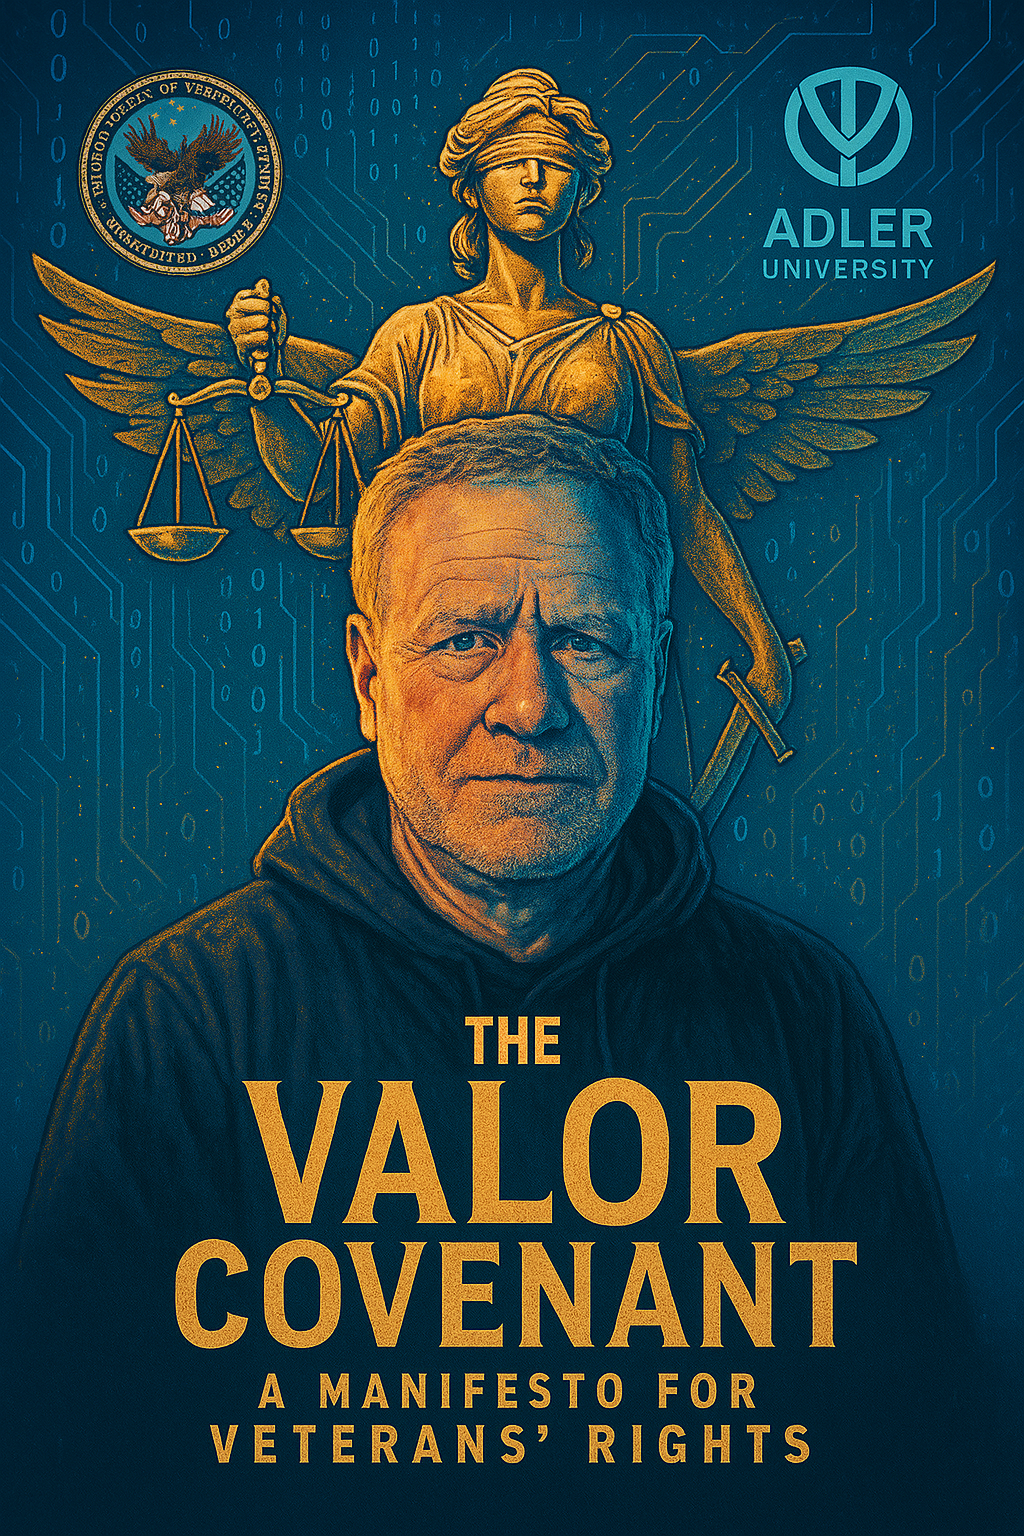 ADLER
UNIVERSITY
THE
VALOR
COVENANT
A MANIFESTO FOR
VETERANS’ RIGHTS